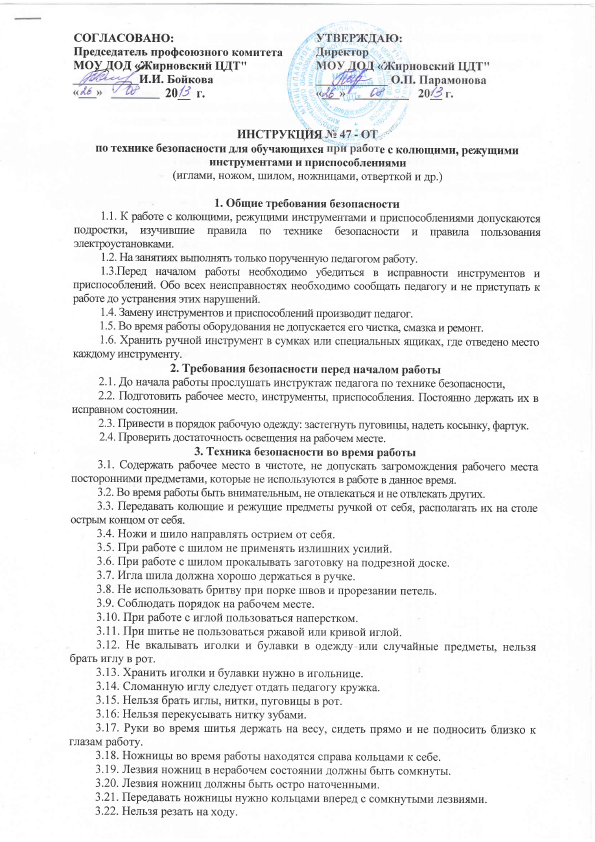 СОГЛАСОВАНО:
Председатель профсоюзного комитета
МОУ ДОД «Жирновский ЦДТ"
__________ И.И. Бойкова
« 26 » 08 2013 г.
УТВЕРЖДАЮ:
Директор
МОУ ДОД «Жирновский ЦДТ"
____________ О.П. Парамонова
« 26 » 08 2013 г.
ИНСТРУКЦИЯ № 47 - ОТ
по технике безопасности для обучающихся при работе с колющими, режущими
инструментами и приспособлениями
(иглами, ножом, шилом, ножницами, отверткой и др.)
1. Общие требования безопасности
1.1. К работе с колющими, режущими инструментами и приспособлениями допускаются
подростки, изучившие правила по технике безопасности и правила пользования
электроустановками.
1.2. На занятиях выполнять только порученную педагогом работу.
1.3.Перед началом работы необходимо убедиться в исправности инструментов и
приспособлений. Обо всех неисправностях необходимо сообщать педагогу и не приступать к
работе до устранения этих нарушений.
1.4. Замену инструментов и приспособлений производит педагог.
1.5. Во время работы оборудования не допускается его чистка, смазка и ремонт.
1.6. Хранить ручной инструмент в сумках или специальных ящиках, где отведено место
каждому инструменту.
2. Требования безопасности перед началом работы
2.1. До начала работы прослушать инструктаж педагога по технике безопасности,
2.2. Подготовить рабочее место, инструменты, приспособления. Постоянно держать их в
исправном состоянии.
2.3. Привести в порядок рабочую одежду: застегнуть пуговицы, надеть косынку, фартук.
2.4. Проверить достаточность освещения на рабочем месте.
3. Техника безопасности во время работы
3.1. Содержать рабочее место в чистоте, не допускать загромождения рабочего места
посторонними предметами, которые не используются в работе в данное время.
3.2. Во время работы быть внимательным, не отвлекаться и не отвлекать других.
3.3. Передавать колющие и режущие предметы ручкой от себя, располагать их на столе
острым концом от себя.
3.4. Ножи и шило направлять острием от себя.
3.5. При работе с шилом не применять излишних усилий.
3.6. При работе с шилом прокалывать заготовку на подрезной доске.
3.7. Игла шила должна хорошо держаться в ручке.
3.8. Не использовать бритву при порке швов и прорезании петель.
3.9. Соблюдать порядок на рабочем месте.
3.10. При работе с иглой пользоваться наперстком.
3.11. При шитье не пользоваться ржавой или кривой иглой.
3.12. Не вкалывать иголки и булавки в одежду или случайные предметы, нельзя
брать иглу в рот.
3.13. Хранить иголки и булавки нужно в игольнице.
3.14. Сломанную иглу следует отдать педагогу кружка.
3.15. Нельзя брать иглы, нитки, пуговицы в рот.
3.16. Нельзя перекусывать нитку зубами.
3.17. Руки во время шитья держать на весу, сидеть прямо и не подносить близко к
глазам работу.
3.18. Ножницы во время работы находятся справа кольцами к себе.
3.19. Лезвия ножниц в нерабочем состоянии должны быть сомкнуты.
3.20. Лезвия ножниц должны быть остро наточенными.
3.21. Передавать ножницы нужно кольцами вперед с сомкнутыми лезвиями.
3.22. Нельзя резать на ходу.